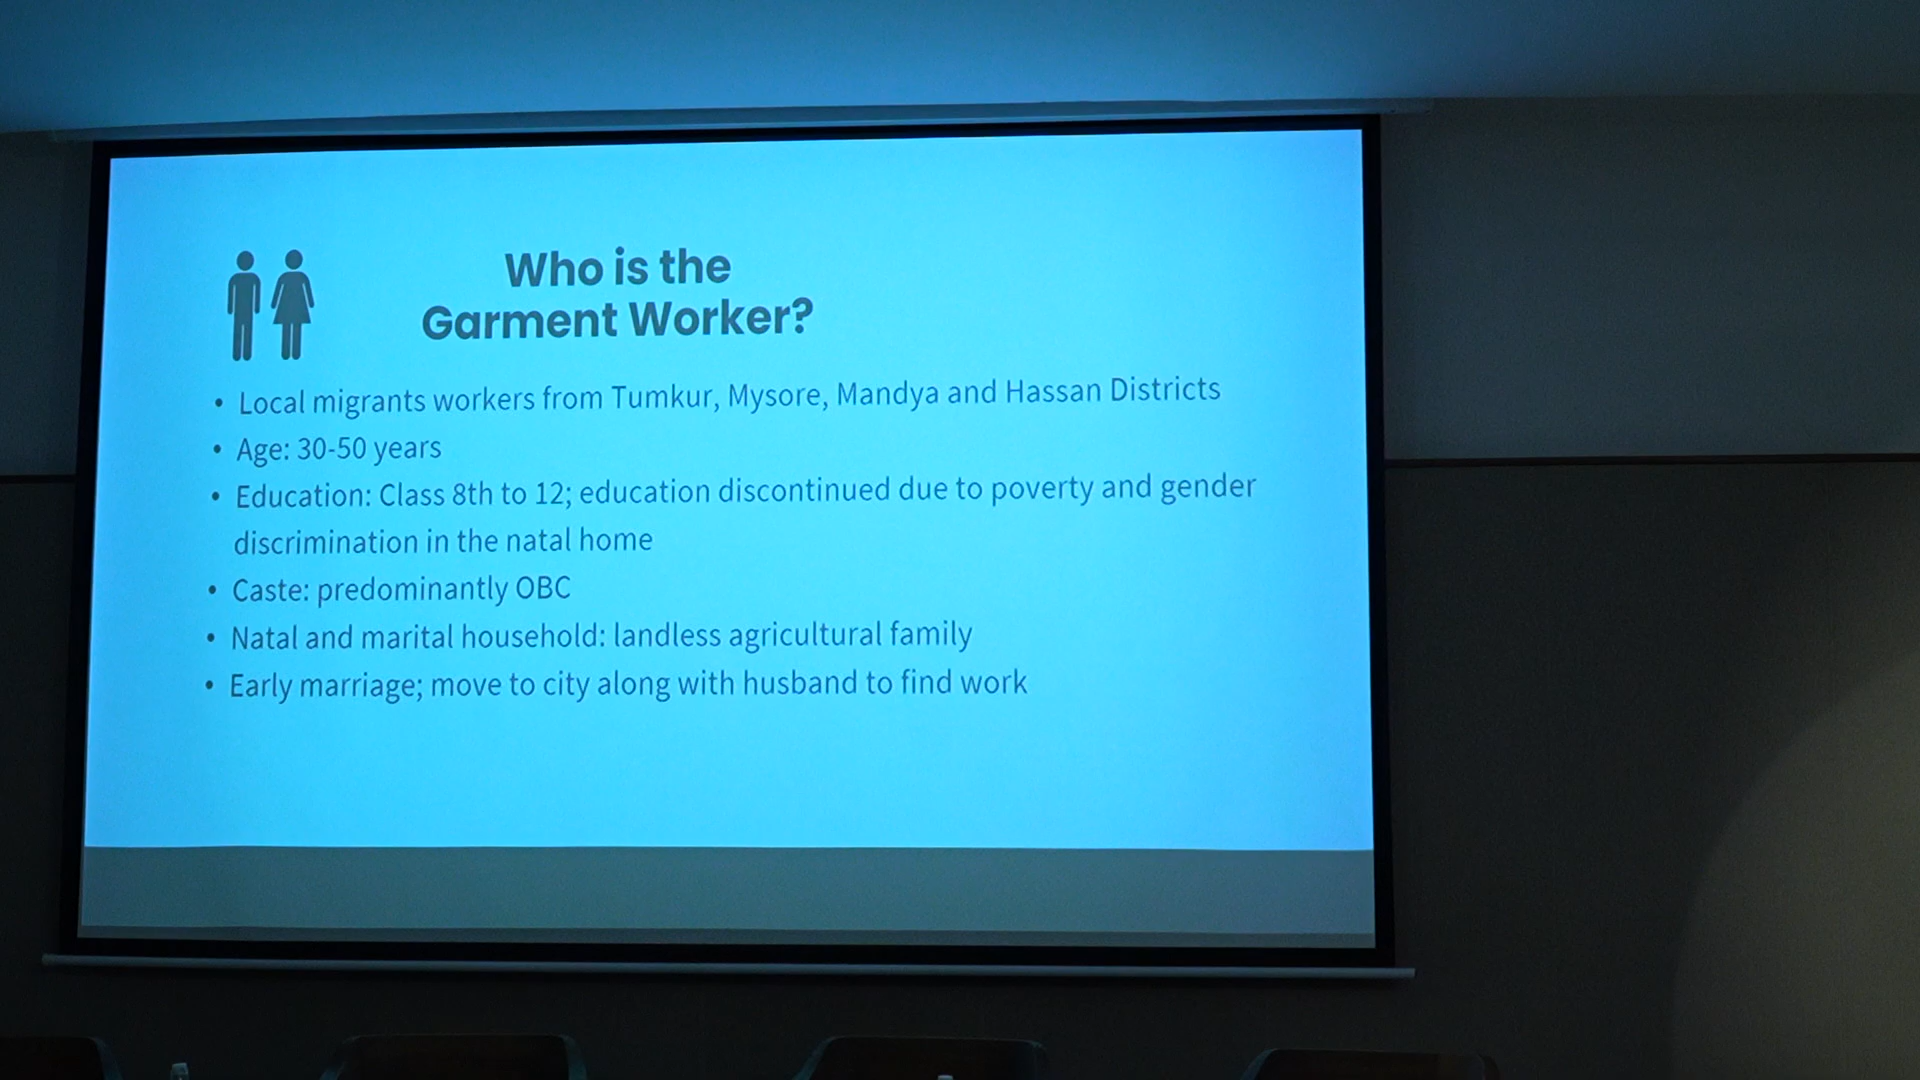 Who is the
Garment Worker?
• Local migrants workers from Tumkur, Mysore, Mandya and Hassan Districts
• Age: 30-50 years
• Education: Class 8th to 12; education discontinued due to poverty and gender
discrimination in the natal home
• Caste: predominantly OBC
• Natal and marital household: landless agricultural family
• Early marriage; move to city along with husband to find work